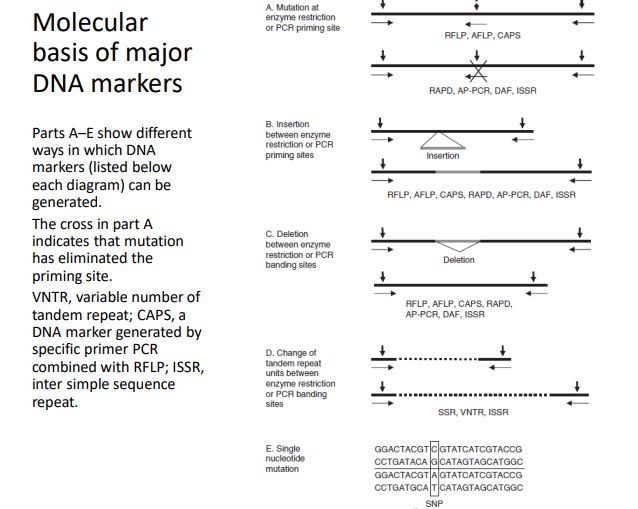 Molecular
basis of major
DNA markers
Parts A–E show different
ways in which DNA
markers (listed below
each diagram) can be
generated.
The cross in part A
indicates that mutation
has eliminated the
priming site.
VNTR, variable number of
tandem repeat; CAPS, a
DNA marker generated by
specific primer PCR
combined with RFLP; ISSR,
inter simple sequence
repeat.
A. Mutation at
enzyme restriction
or PCR priming site
RFLP, AFLP, CAPS
RAPD, AP-PCR, DAF, ISSR
B. Insertion
between enzyme
restriction or PCR
priming sites
Insertion
RFLP, AFLP, CAPS, RAPD, AP-PCR, DAF, ISSR
C. Deletion
between enzyme
restriction or PCR
banding sites
Deletion
RFLP, AFLP, CAPS, RAPD,
AP-PCR, DAF, ISSR
D. Change of
tandem repeat
units between
enzyme restriction
or PCR banding
sites
SSR, VNTR, ISSR
E. Single
nucleotide
mutation
GGACTACGTCGTATCATCGTACCG
CCTGATACAGCATAGTAGCATGGC
GGACTACGTAGTATCATCGTACCG
CCTGATGCATCATAGTAGCATGGC
SNP